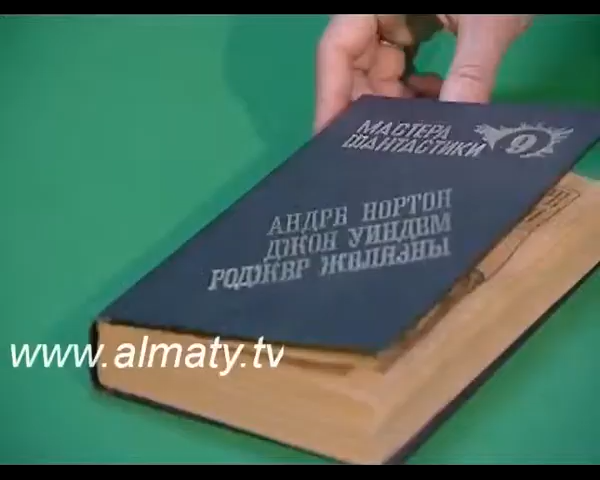 МАСТЕРА
ФАНТАСТИКИ
9
АНДРЕ НОРТОН
ДЖОН УИНДЕМ
РОДЖЕР ЖЕЛЯЗНЫ
www.almaty.tv